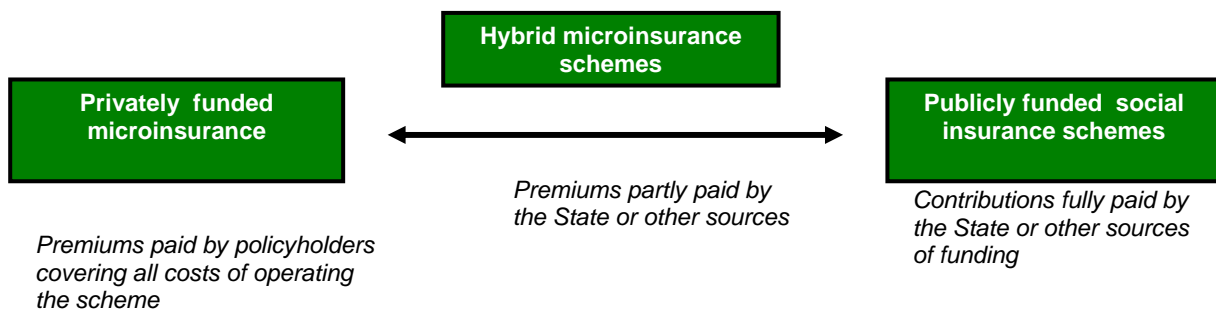 Hybrid microinsurance
schemes
Privately funded
microinsurance
Publicly funded social
insurance schemes
Premiums partly paid by
the State or other sources
Contributions fully paid by
the State or other sources
of funding
Premiums paid by policyholders
covering all costs of operating
the scheme